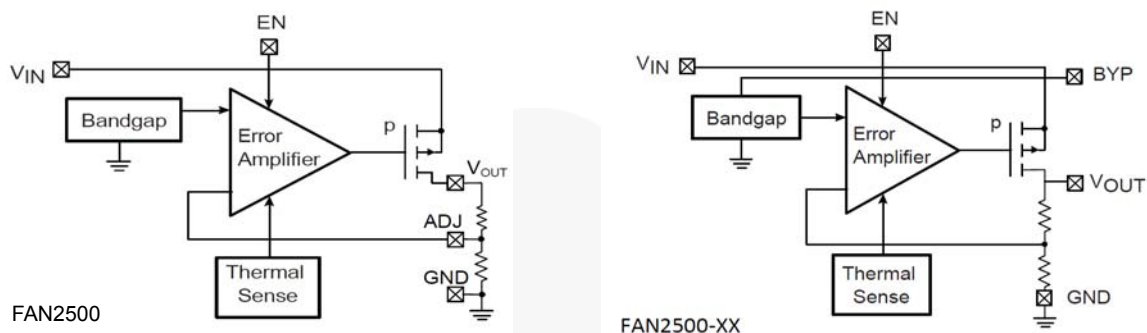 EN
VIN
Bandgap
Error
Amplifier
p
VOUT
ADJ
GND
Thermal
Sense
FAN2500
EN
VIN
BYP
Bandgap
Error
Amplifier
p
VOUT
Thermal
Sense
GND
FAN2500-XX